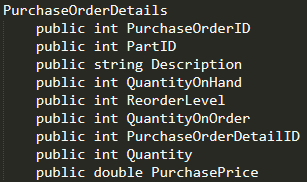 PurchaseOrderDetails
public int PurchaseOrderID
public int PartID
public string Description
public int QuantityOnHand
public int ReorderLevel
public int QuantityOnOrder
public int PurchaseOrderDetailID
public int Quantity
public double PurchasePrice